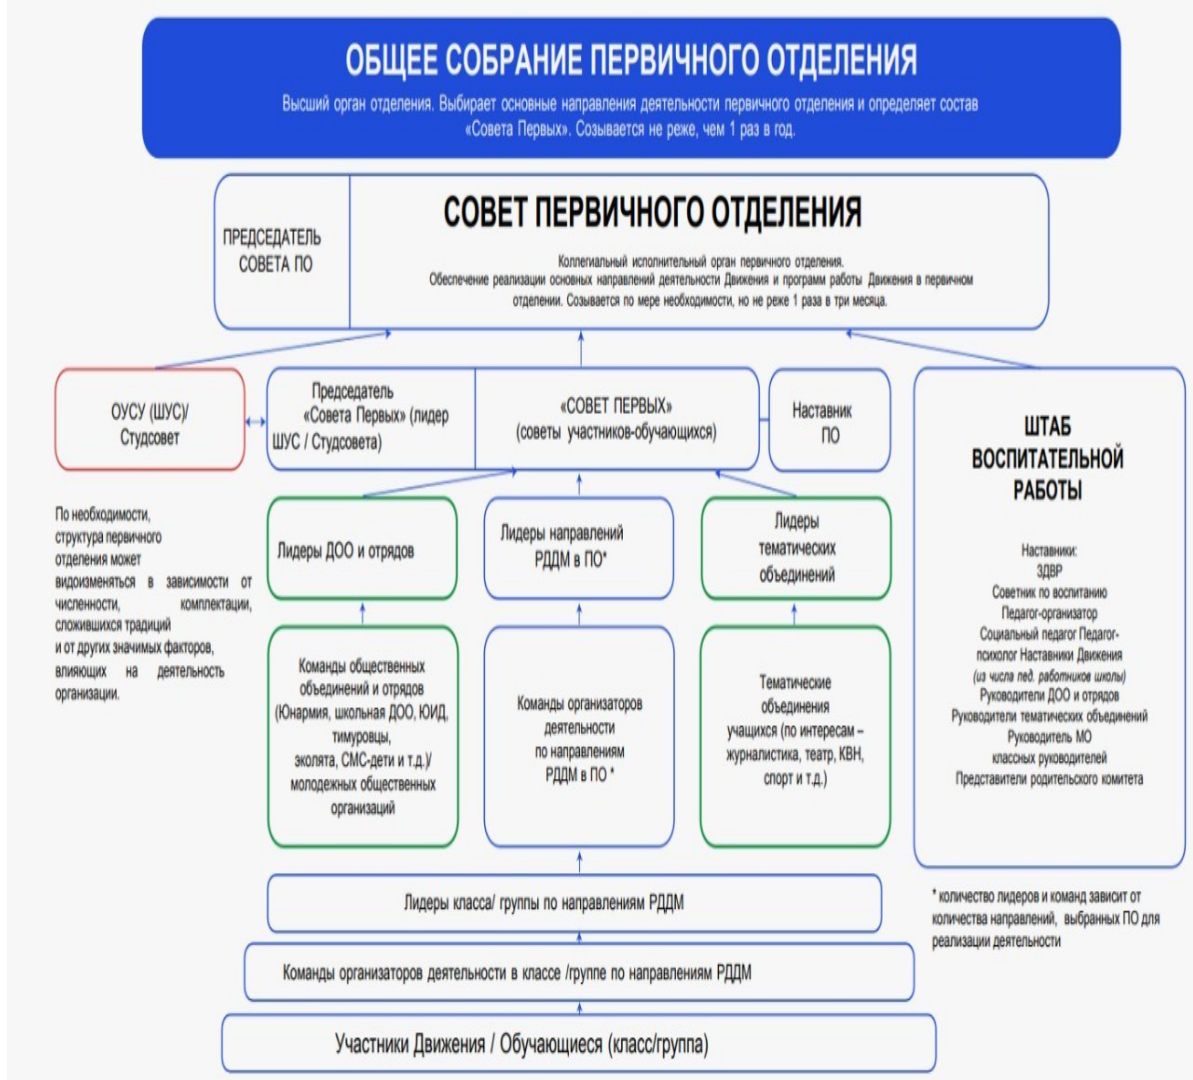 ОБЩЕЕ СОБРАНИЕ ПЕРВИЧНОГО ОТДЕЛЕНИЯ
Высший орган отделения. Выбирает основные направления деятельности первичного отделения и определяет состав
«Совета Первых». Созывается не реже, чем 1 раз в год.
ПРЕДСЕДАТЕЛЬ
СОВЕТА ПО
СОВЕТ ПЕРВИЧНОГО ОТДЕЛЕНИЯ
Коллегиальный исполнительный орган первичного отделения.
Обеспечение реализации основных направлений деятельности Движения и программ работы Движения в первичном
отделении. Созывается по мере необходимости, но не реже 1 раза в три месяца.
ОУСУ (ШУС)/
Студсовет
Председатель
«Совета Первых» (лидер
ШУС / Студсовета)
«СОВЕТ ПЕРВЫХ»
(советы участников-обучающихся)
Наставник
ПО
ШТАБ
ВОСПИТАТЕЛЬНОЙ
РАБОТЫ
Наставники:
ЗДВР
Советник по воспитанию
Педагог-организатор
Социальный педагог Педагог-
психолог Наставники Движения
(из числа пед. работников школы)
Руководители ДОО и отрядов
Руководители тематических объединений
Руководитель МО
классных руководителей
Представители родительского комитета
По необходимости,
структура первичного
отделения может
видоизменяться в зависимости от
численности, комплектации,
сложившихся традиций
и от других значимых факторов,
влияющих на деятельность
организации.
Лидеры ДОО и отрядов
Лидеры направлений
РДДМ в ПО*
Лидеры
тематических
объединений
Команды общественных
объединений и отрядов
(Юнармия, школьная ДОО, ЮИД,
тимуровцы,
эколята, СМС-дети и т.д.)/
молодежных общественных
организаций
Команды организаторов
деятельности
по направлениям
РДДМ в ПО *
Тематические
объединения
учащихся (по интересам –
журналистика, театр, КВН,
спорт и т.д.)
* количество лидеров и команд зависит от
количества направлений, выбранных ПО для
реализации деятельности
Лидеры класса/ группы по направлениям РДДМ
Команды организаторов деятельности в классе /группе по направлениям РДДМ
Участники Движения / Обучающиеся (класс/группа)